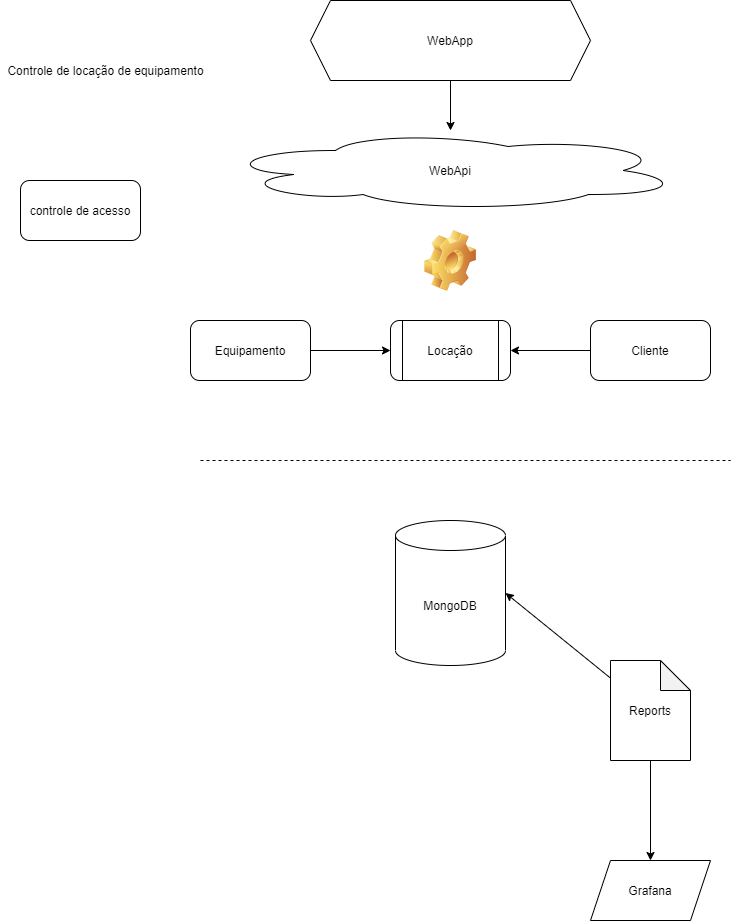 WebApp
Controle de locação de equipamento
WebApi
controle de acesso
Equipamento
Locação
Cliente
MongoDB
Reports
Grafana